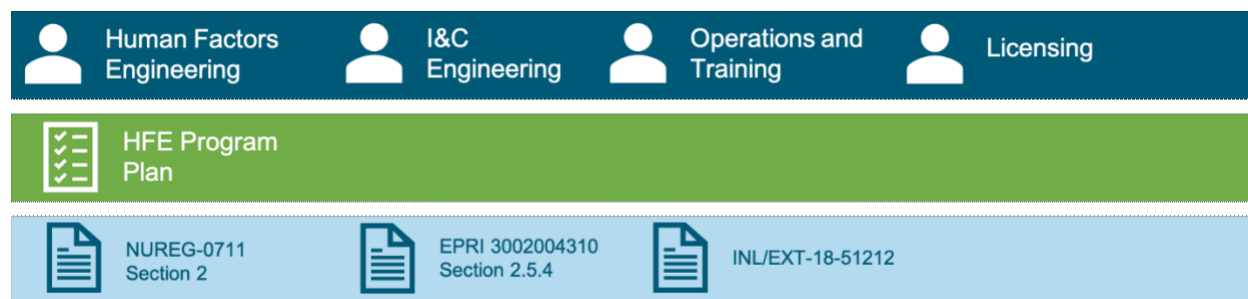 Human Factors
Engineering
I&C
Engineering
Operations and
Training
Licensing
HFE Program
Plan
NUREG-0711
Section 2
EPRI 3002004310
Section 2.5.4
INL/EXT-18-51212